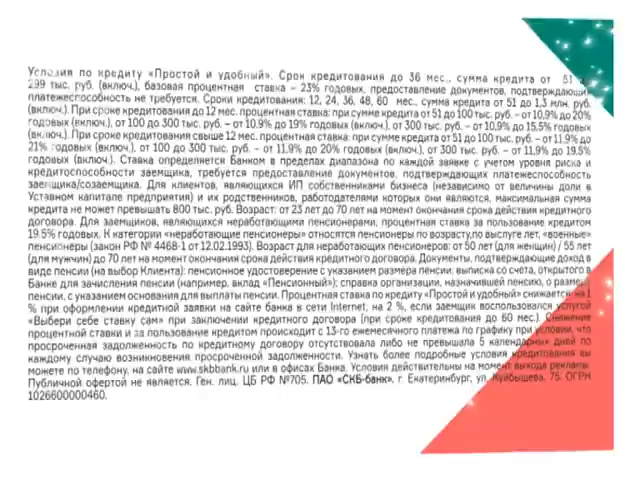 Условия по кредиту «Простой и удобный». Срок кредитования до 36 мес., сумма кредита от 51 до
299 тыс. руб. (включ.), базовая процентная ставка – 23% годовых, предоставление документов, подтверждающих
платежеспособность не требуется. Сроки кредитования: 12, 24, 36, 48, 60 мес., сумма кредита от 51 до 1,3 млн. руб.
(включ.). При сроке кредитования до 12 мес. процентная ставка: при сумме кредита от 51 до 100 тыс. руб. – от 10,9% до 20%
годовых (включ.), от 100 до 300 тыс. руб. – от 10,9% до 19% годовых (включ.), от 300 тыс. руб. – от 10,9% до 15,5% годовых
(включ.). При сроке кредитования свыше 12 мес. процентная ставка: при сумме кредита от 51 до 100 тыс. руб. – от 11,9% до
21% годовых (включ.), от 100 до 300 тыс. руб. – от 11,9% до 20% годовых (включ.), от 300 тыс. руб. – от 11,9% до 19,5%
годовых (включ.). Ставка определяется Банком в пределах диапазона по каждой заявке с учетом уровня риска и
кредитоспособности заемщика, требуется предоставление документов, подтверждающих платежеспособность
заемщика/созаемщика. Для клиентов, являющихся ИП собственниками бизнеса (независимо от величины доли в
Уставном капитале предприятия) и их родственников, работодателями которых они являются, максимальная сумма
кредита не может превышать 800 тыс. руб. Возраст: от 23 лет до 70 лет на момент окончания срока действия кредитного
договора. Для заемщиков, являющихся неработающими пенсионерами, процентная ставка за пользование кредитом
19,5% годовых. К категории «неработающие пенсионеры» относятся пенсионеры по возрасту,по выслуге лет, «военные»
пенсионеры (закон РФ № 4468-1 от 12.02.1993). Возраст для неработающих пенсионеров: от 50 лет (для женщин) / 55 лет
(для мужчин) до 70 лет на момент окончания срока действия кредитного договора. Документы, подтверждающие доход в
виде пенсии (на выбор Клиента): пенсионное удостоверение с указанием размера пенсии, выписка со счета, открытого в
Банке для зачисления пенсии (например, вклад «Пенсионный»); справка организации, назначившей пенсию, о размере
пенсии, с указанием основания для выплаты пенсии. Процентная ставка по кредиту «Простой и удобный» снижается на 1
% при оформлении кредитной заявки на сайте банка в сети Internet, на 2 %, если заемщик воспользовался услугой
«Выбери себе ставку сам» при заключении кредитного договора (при сроке кредитования до 60 мес.). Снижение
процентной ставки и за пользование кредитом происходит с 13-го ежемесячного платежа по графику при условии, что
просроченная задолженность по кредитному договору отсутствовала либо не превышала 5 календарных дней по
каждому случаю возникновения просроченной задолженности. Узнать более подробные условия кредитования вы
можете по телефону, на сайте www.skbbank.ru или в офисах Банка. Условия действительны на момент выхода рекламы.
Публичной офертой не является. Ген. лиц. ЦБ РФ №705. ПАО «СКБ-банк», г. Екатеринбург, ул. Куйбышева, 75. ОГРН
1026600000460.